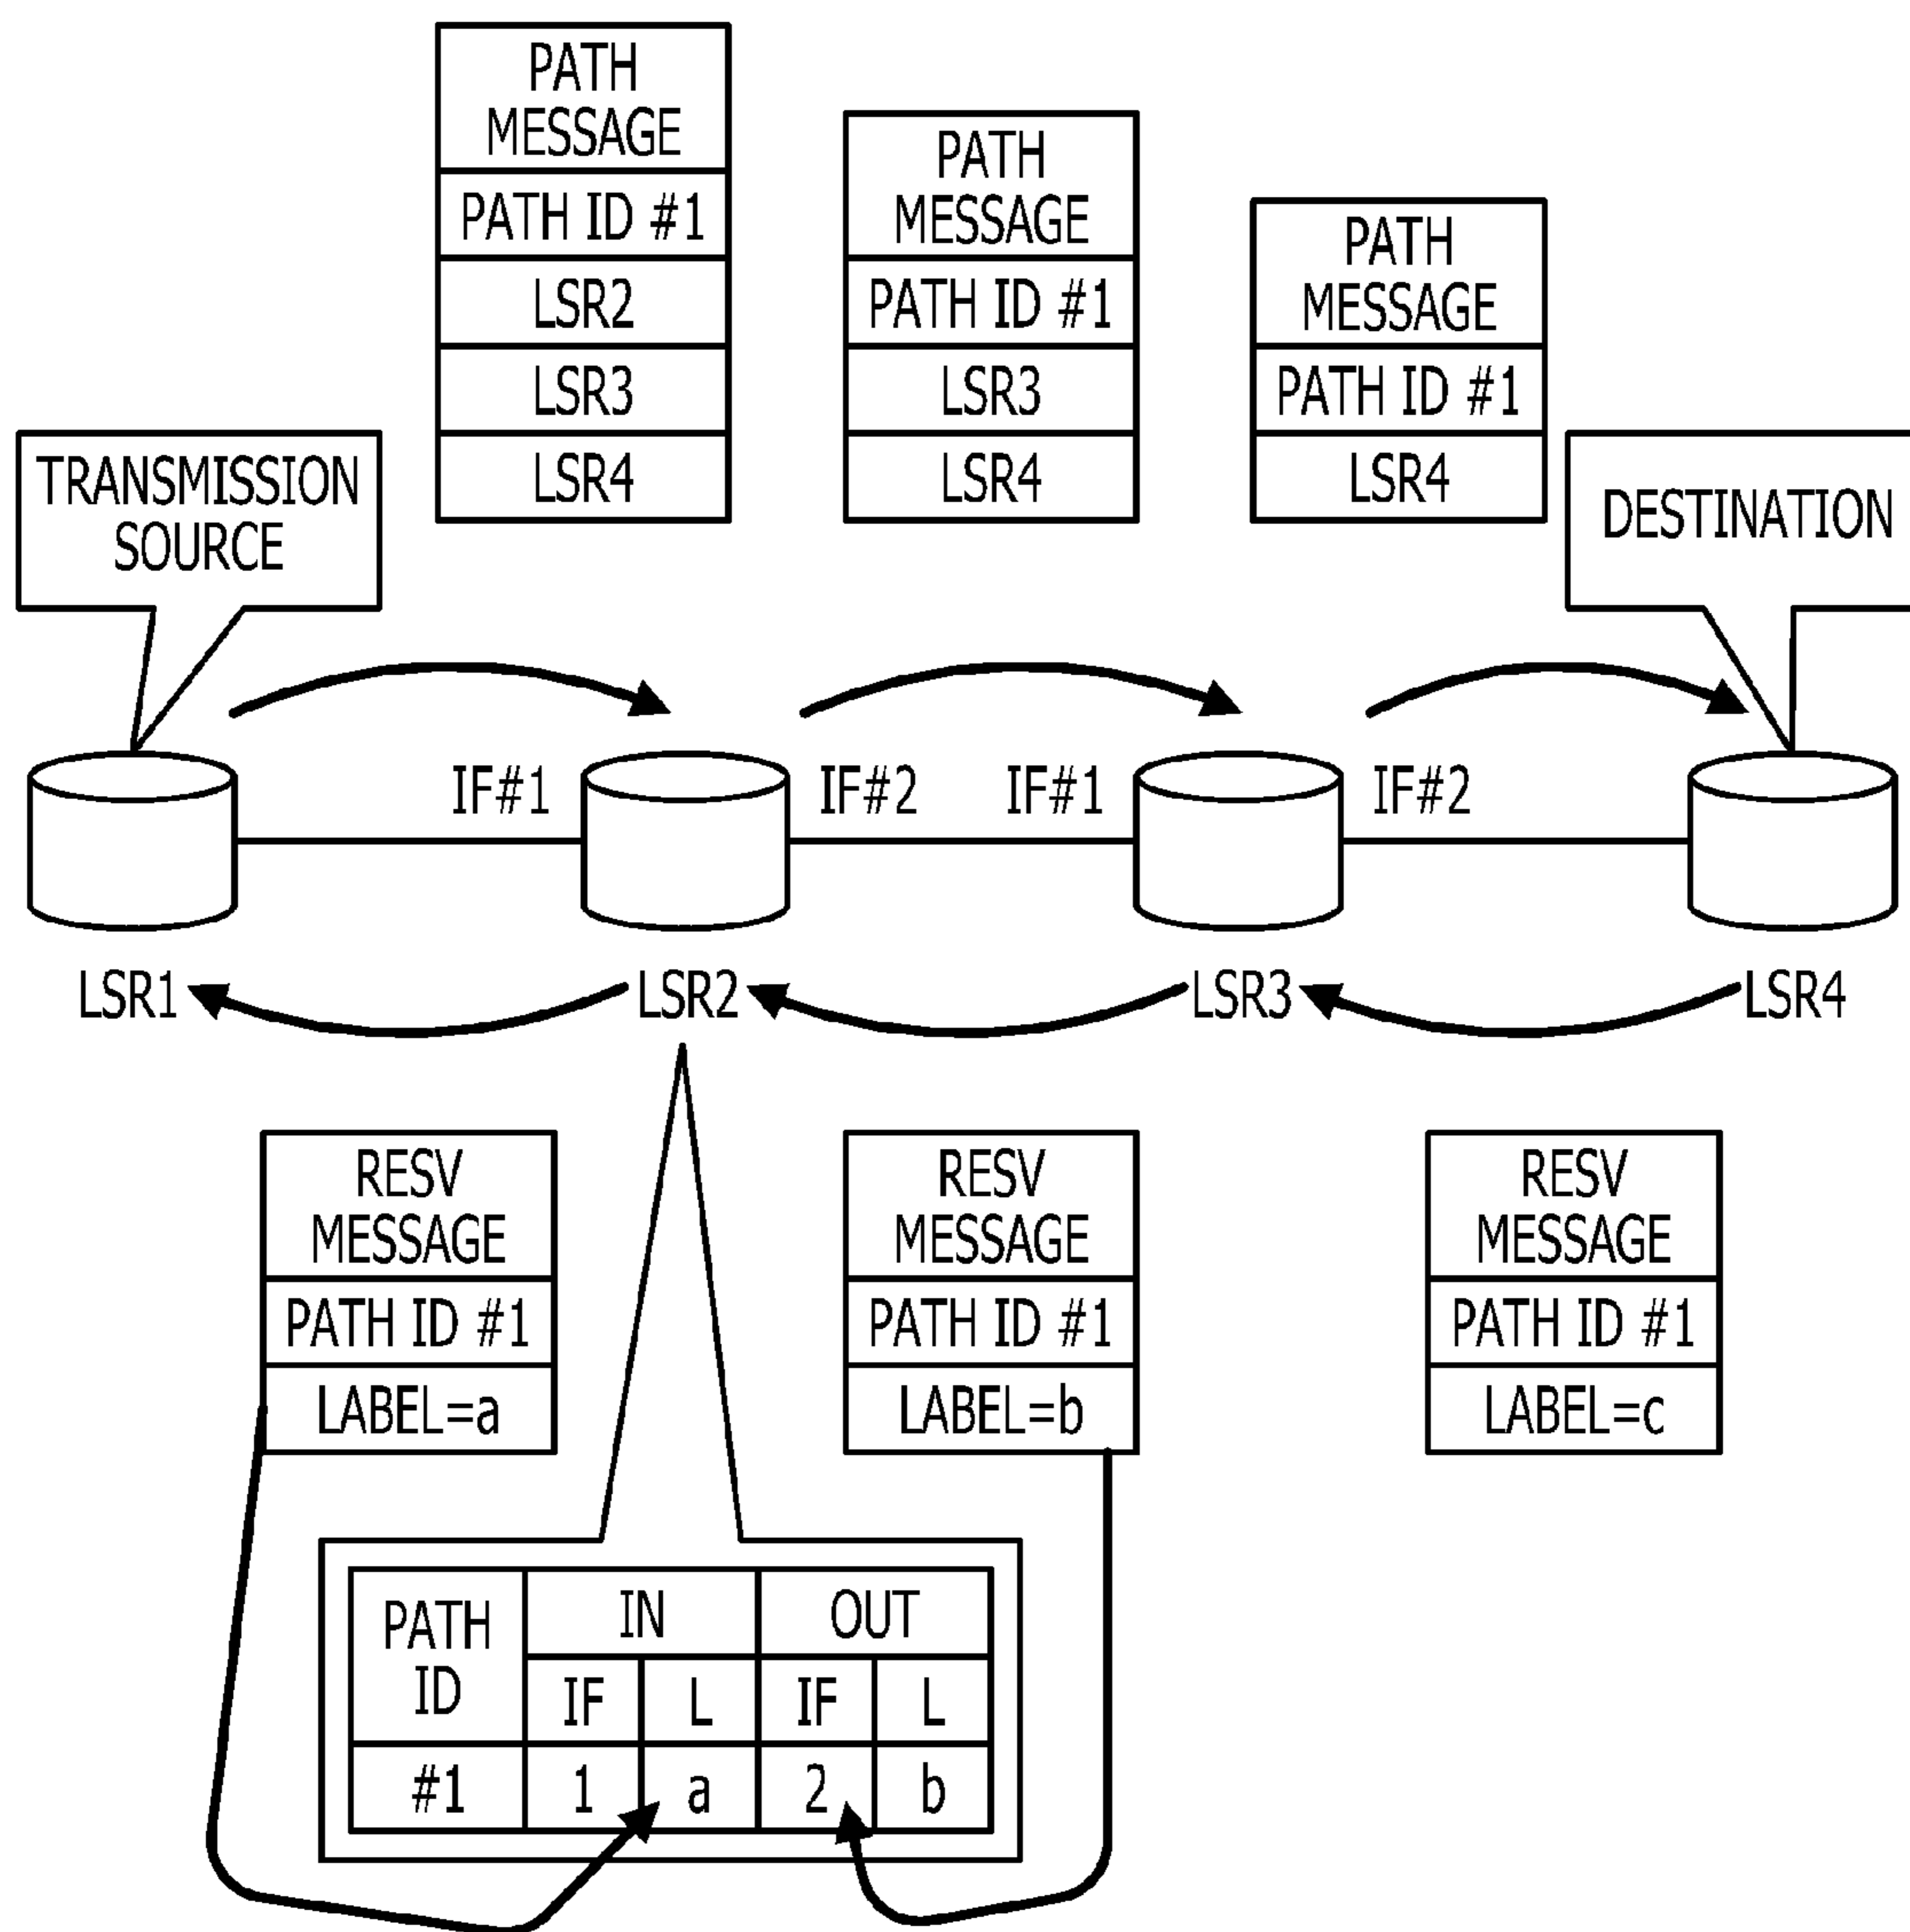 PATH
MESSAGE
PATH ID #1
LSR2
LSR3
LSR4
PATH
MESSAGE
PATH ID #1
LSR3
LSR4
PATH
MESSAGE
PATH ID #1
LSR4
TRANSMISSION
SOURCE
DESTINATION
IF#1
IF#2
IF#1
IF#2
LSR1
LSR2
LSR3
LSR4
RESV
MESSAGE
PATH ID #1
LABEL=a
RESV
MESSAGE
PATH ID #1
LABEL=b
RESV
MESSAGE
PATH ID #1
LABEL=c
PATH
ID
IN
OUT
IF
L
IF
L
#1
1
a
2
b